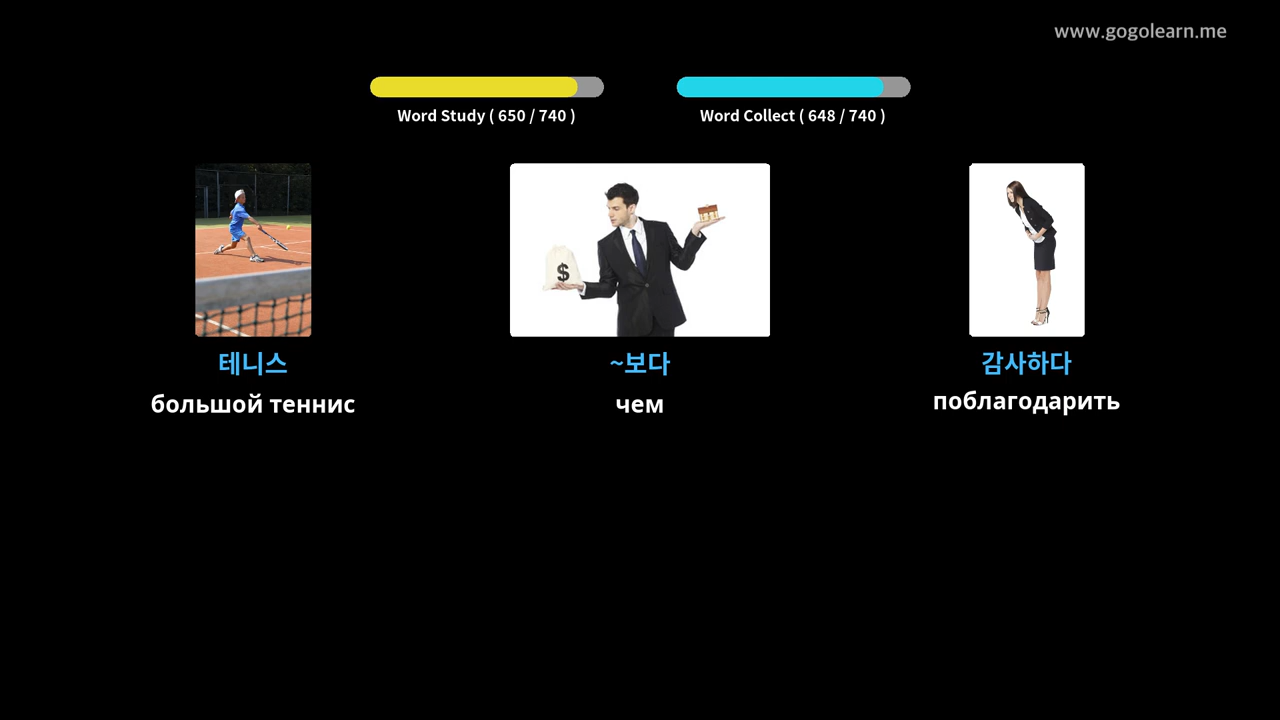 www.gogolearn.me
Word Study ( 650 / 740 )
Word Collect ( 648 / 740 )
$
테니스
~보다
감사하다
большой теннис
чем
поблагодарить